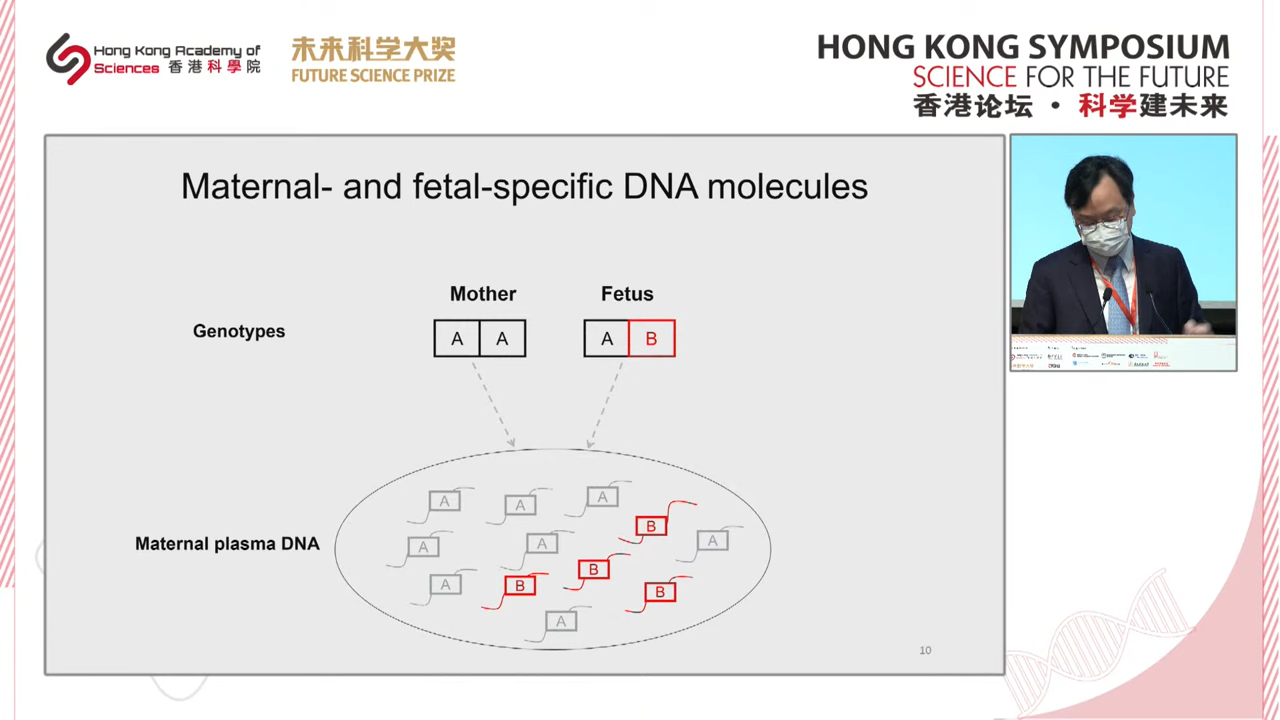 Hong Kong Academy of
Sciences 香港科學院
未来科学大奖
FUTURE SCIENCE PRIZE
HONG KONG SYMPOSIUM
SCIENCE FOR THE FUTURE
香港论坛 · 科学建未来
Maternal- and fetal-specific DNA molecules
Mother
Fetus
Genotypes
A A
A B
A
A
A
B
A
A
A
B
A
B
B
A
Maternal plasma DNA
10